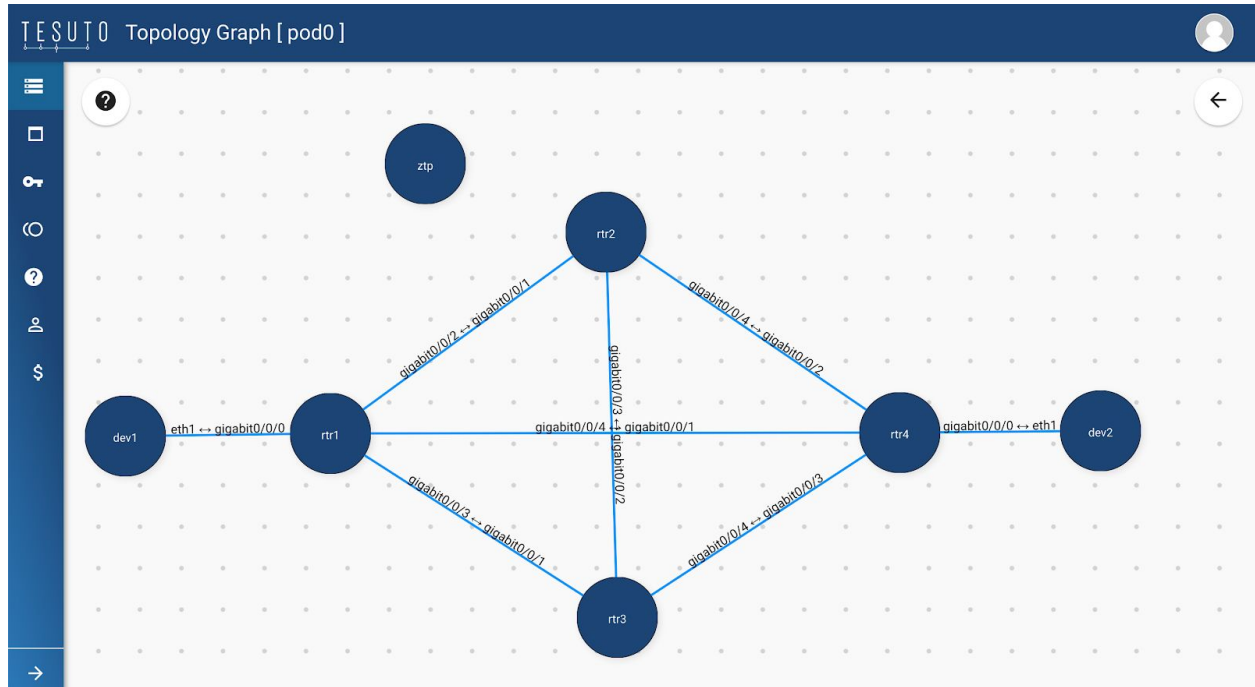 TESUTO Topology Graph [ pod0 ]
ztp
rtr2
gigabit0/0/2 ↔ gigabit0/0/1
gigabit0/0/4 ↔ gigabit0/0/2
gigabit0/0/3 ↔ gigabit0/0/2
dev1
eth1 ↔ gigabit0/0/0
rtr1
gigabit0/0/4 ↔ gigabit0/0/1
rtr4
gigabit0/0/0 ↔ eth1
dev2
gigabit0/0/3 ↔ gigabit0/0/1
gigabit0/0/4 ↔ gigabit0/0/3
rtr3